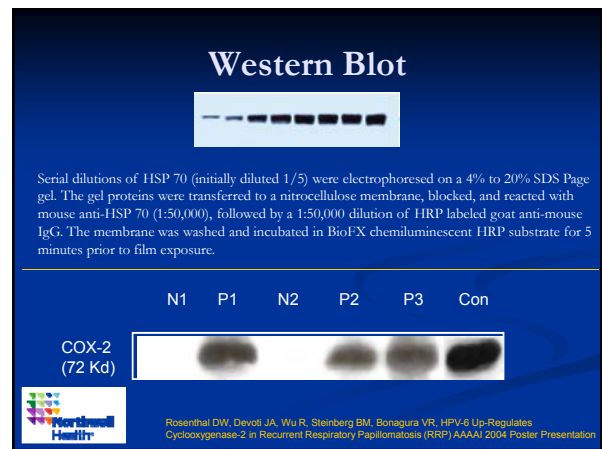 Western Blot
Serial dilutions of HSP 70 (initially diluted 1/5) were electrophoresed on a 4% to 20% SDS Page
gel. The gel proteins were transferred to a nitrocellulose membrane, blocked, and reacted with
mouse anti-HSP 70 (1:50,000), followed by a 1:50,000 dilution of HRP labeled goat anti-mouse
IgG. The membrane was washed and incubated in BioFX chemiluminescent HRP substrate for 5
minutes prior to film exposure.
N1 P1 N2 P2 P3 Con
COX-2
(72 Kd)
Northwell
Health
Rosenthal DW, Devoti JA, Wu R, Steinberg BM, Bonagura VR, HPV-6 Up-Regulates
Cyclooxygenase-2 in Recurrent Respiratory Papillomatosis (RRP) AAAAI 2004 Poster Presentation